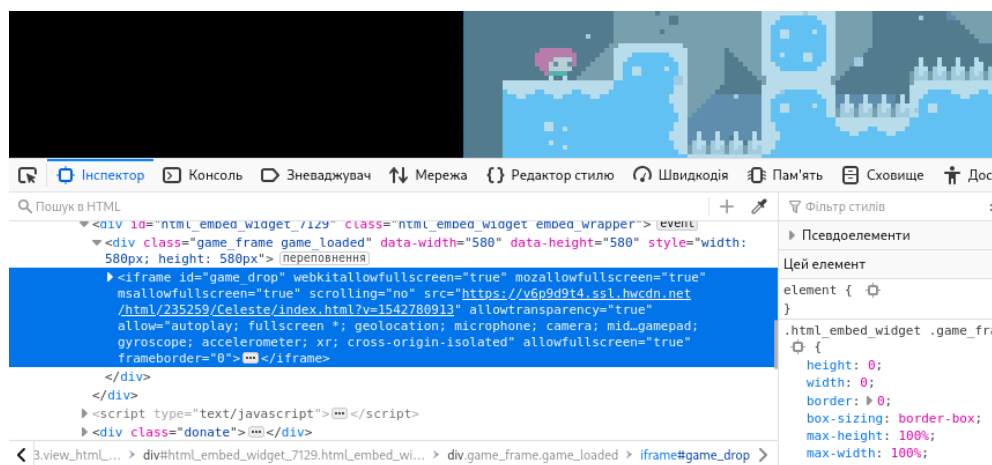 Інспектор Консоль Зневаджувач Мережа Редактор стилю Швидкодія Пам'ять Сховище Дос
Пошук в HTML
<div id="html_embed_widget_7129" class="html_embed_widget embed_wrapper"> event
<div class="game_frame game_loaded" data-width="580" data-height="580" style="width:
580px; height: 580px"> переповнення
<iframe id="game_drop" webkitallowfullscreen="true" mozallowfullscreen="true"
msallowfullscreen="true" scrolling="no" src="https://v6p9d9t4.ssl.hwcdn.net
/html/235259/Celeste/index.html?v=1542780913" allowtransparency="true"
allow="autoplay; fullscreen *; geolocation; microphone; camera; mid…gamepad;
gyroscope; accelerometer; xr; cross-origin-isolated" allowfullscreen="true"
frameborder="0"> </iframe>
</div>
</div>
<script type="text/javascript"> </script>
<div class="donate"> </div>
3.view_html_... > div#html_embed_widget_7129.html_embed_wi... > div.game_frame.game_loaded > iframe#game_drop
Фільтр стилів
Псевдоелементи
Цей елемент
element {
}
.html_embed_widget .game_fra
{
height: 0;
width: 0;
border: 0;
box-sizing: border-box;
max-height: 100%;
max-width: 100%;